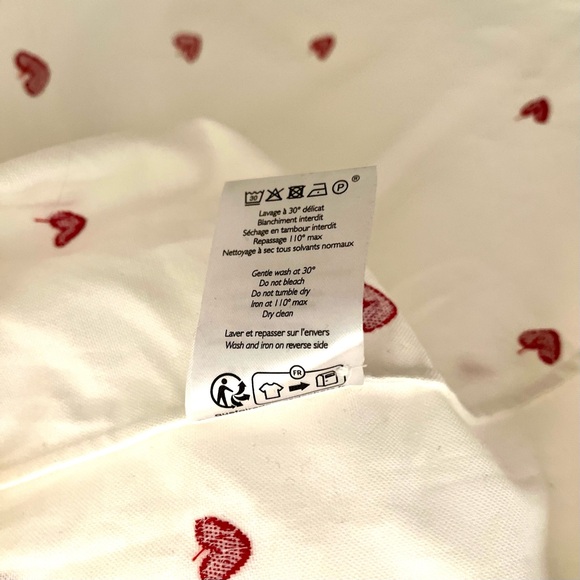 30 P ®
Lavage à 30° délicat
Blanchiment interdit
Séchage en tambour interdit
Repassage 110° max
Nettoyage à sec tous solvants normaux
Gentle wash at 30°
Do not bleach
Do not tumble dry
Iron at 110° max
Dry clean
Laver et repasser sur l'envers
Wash and iron on reverse side
FR